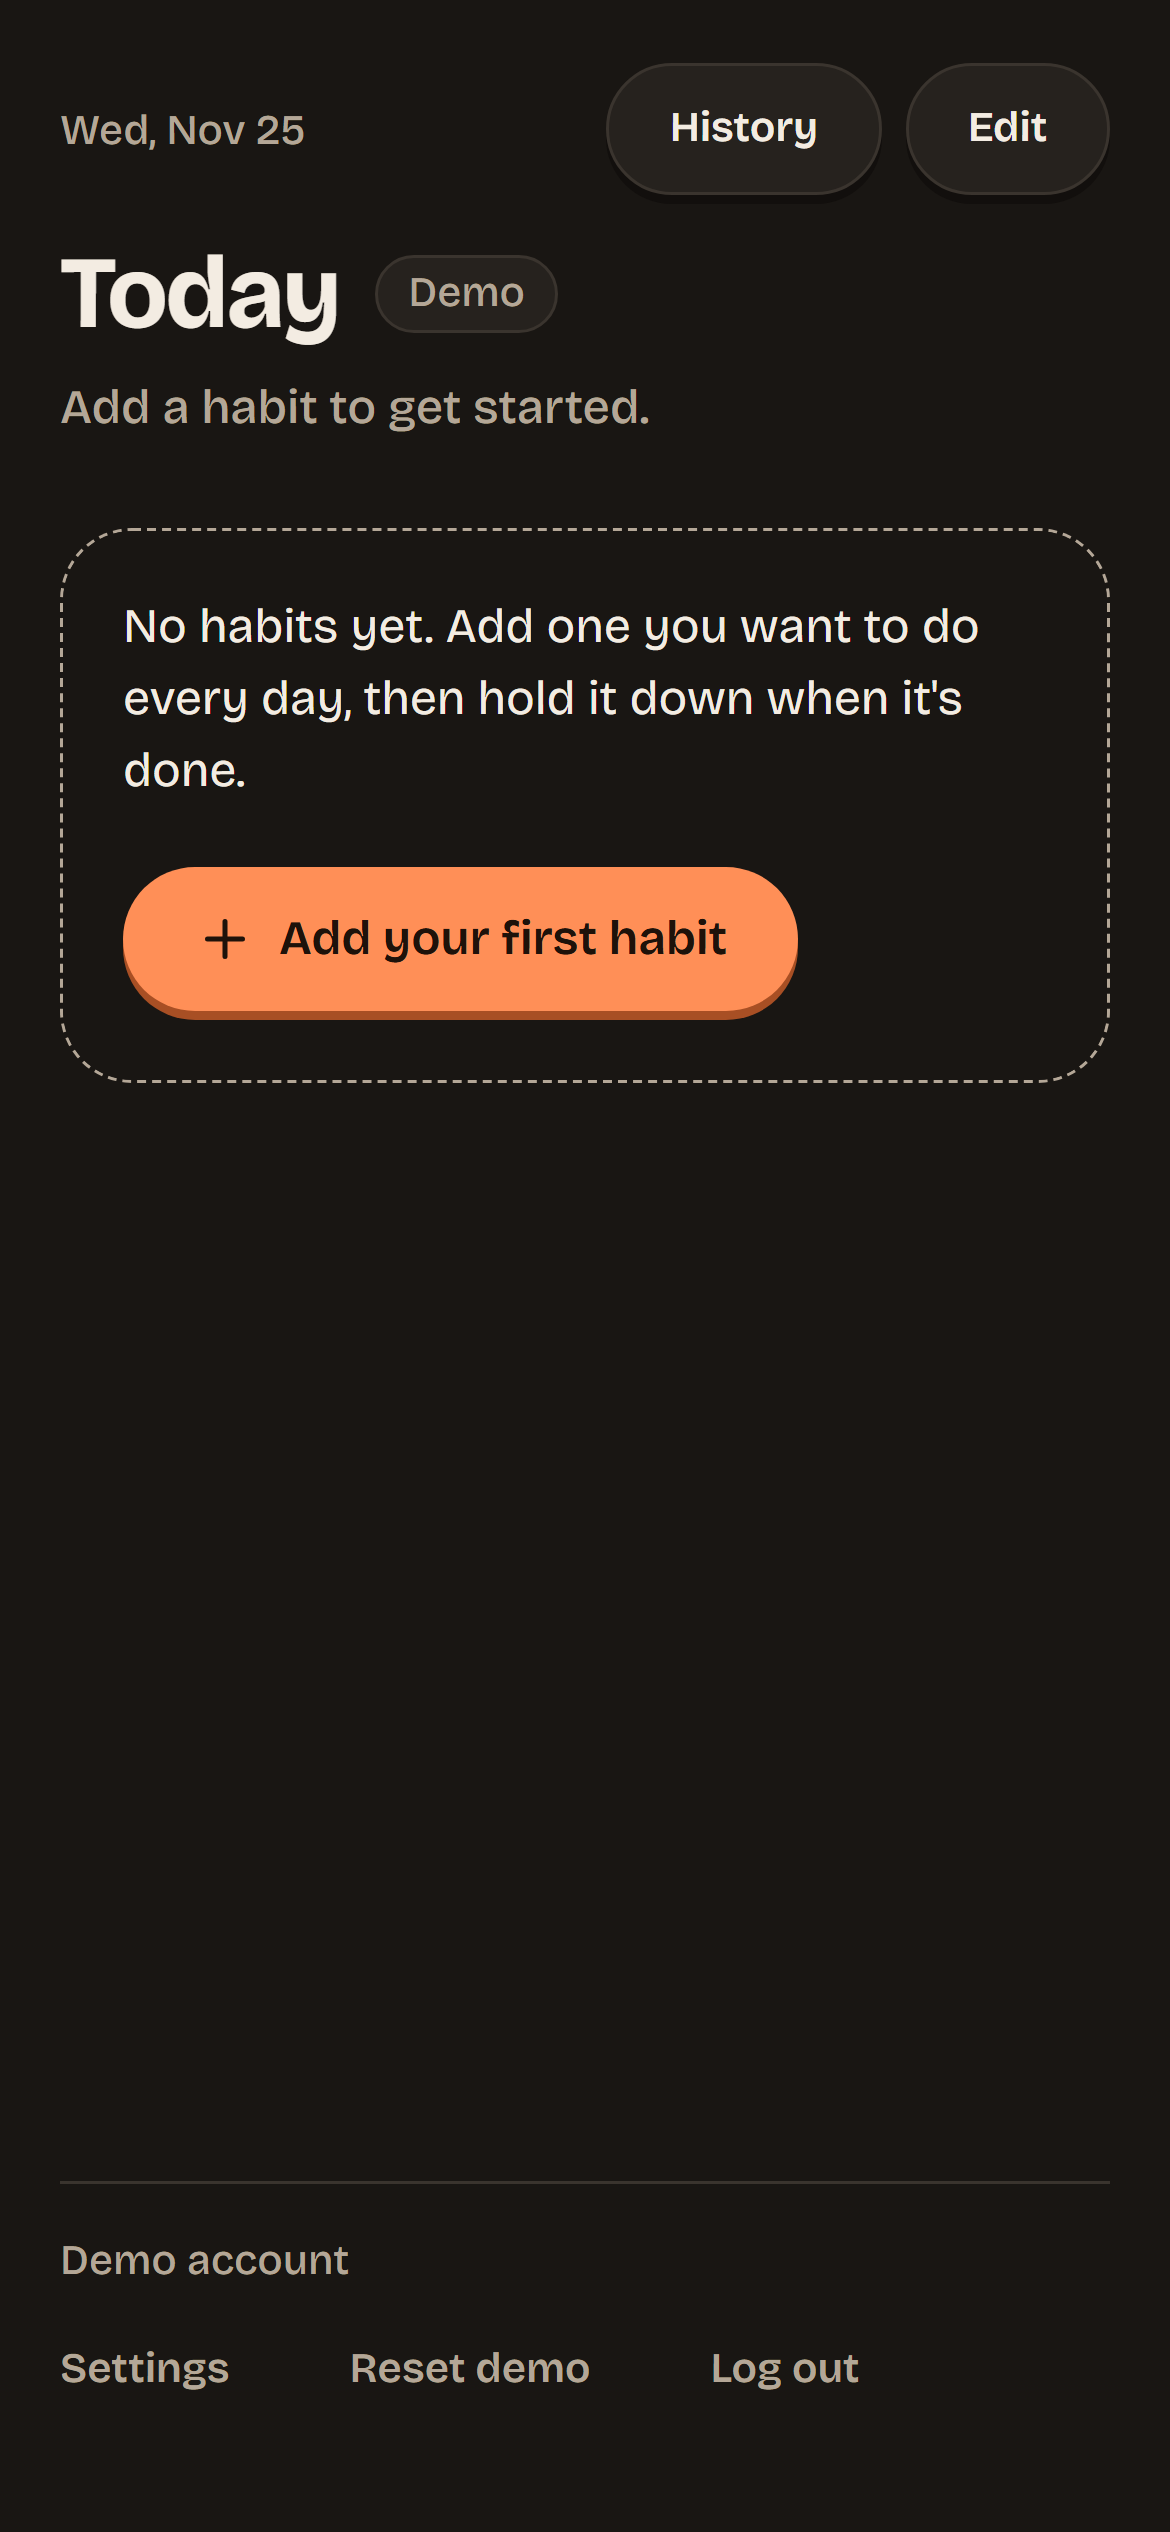 Wed, Nov 25
History
Edit
Today
Demo
Add a habit to get started.
No habits yet. Add one you want to do
every day, then hold it down when it's
done.
Add your first habit
Demo account
Settings
Reset demo
Log out